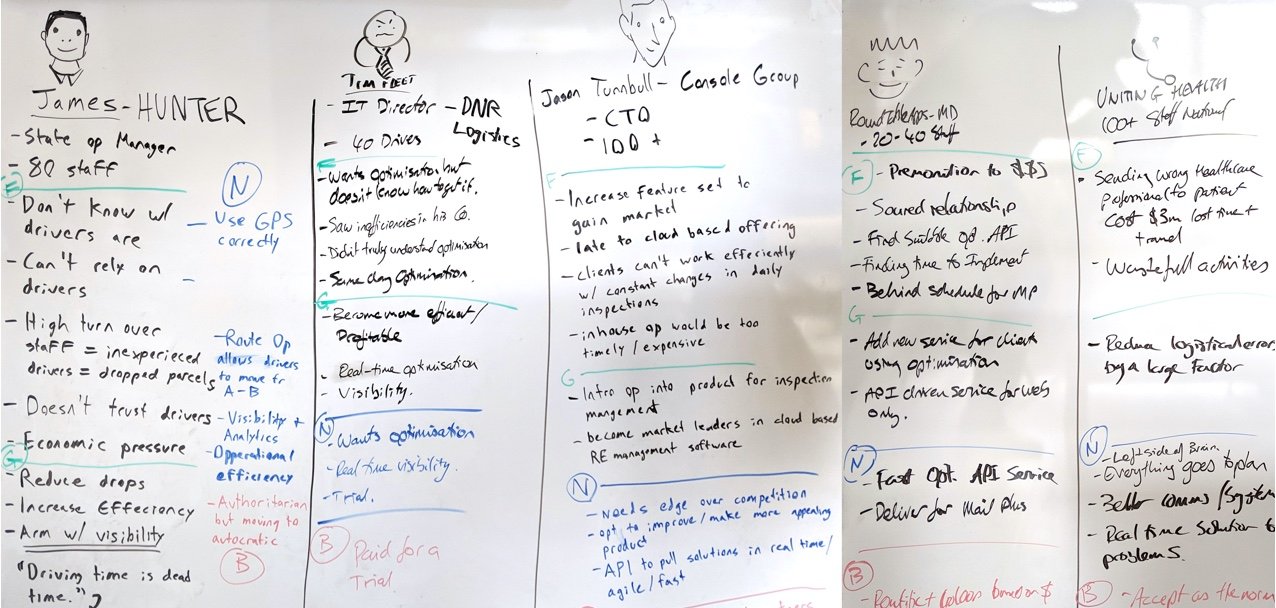 James - HUNTER
- State op Manager
- 80 staff
F
- Don't know w/
drivers are
- Can't rely on
drivers
- High turn over
staff = inexperieced
drivers = dropped parcels
- Doesn't trust drivers
- Economic pressure
G
- Reduce drops
- Increase Effeciency
- Arm w/ visibility
"Driving time is dead
time."
N
- Use GPS
correctly
-
- Route Op
allows drivers
to move fr
A-B
- Visibility +
Analytics
- Opperational
efficiency
- Authoritarian
but moving to
autocratic
B
Tim FLEET
- IT Director - DNR
Logistics
- 40 Drives
F
- Wants optimisation but
doesn't know how to get it.
- Saw inefficiencies in his Co.
- Didn't truly understand optimisation
- Same day optimisation.
G
- Become more efficient/
Profitable
- Real-time optimisation
- Visibility.
N
- Wants optimisation
- Real time visibility.
- Trial.
B
Paid for a
Trial
Jason Turnbull - Console Group
- CTO
- 100 +
F
- Increase feature set to
gain market
- late to cloud based offering
- clients can't work effeciently
w/ constant changes in daily
inspections
- inhouse op would be too
timely / expensive
G
- Intro op into product for inspection
mangement
- become market leaders in cloud based
RE management software
N
- Needs edge over competition
- opt to improve / make more appealing
product
- API to pull solutions in real time /
agile / fast
- MD
- 20-40 Staff
F
- Premonition to $$$
- Soured relationship
- Find Suitable opt. API
- Finding time to Implement
- Behind schedule for MP
G
- Add new service for clients
using optimisation
- API driven service for web
only.
N
- Fast Opt. API Service
- Deliver for Mail Plus
B
based on $
UNITING HEALTH
100+ Staff National
F
- Sending wrong Healthcare
professional to patient
cost $3m lost time +
travel
- Wastefull activities
- Reduce logistical errors
by a large factor
N
- Left side of Brain.
- Everything goes to plan
- Better comms / System
- Real time Solution to
problems.
B
- Accept as the norm